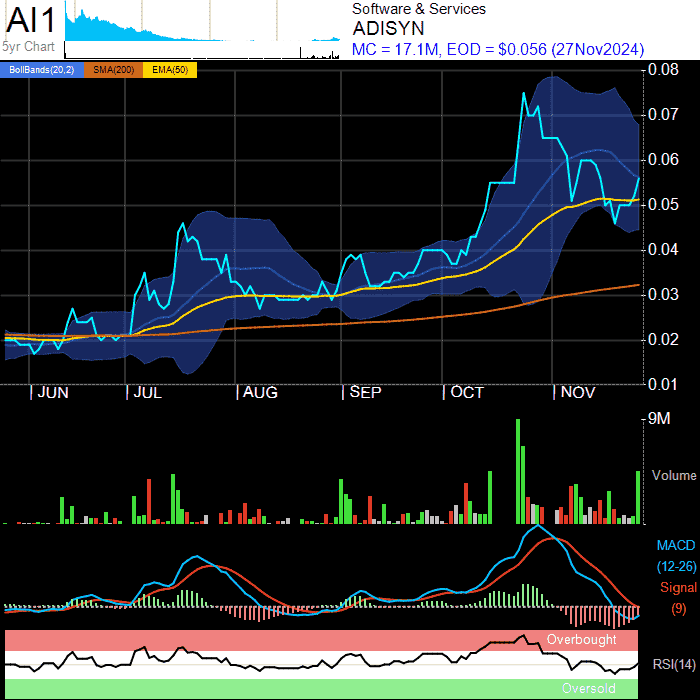 AI1
5yr Chart
Software & Services
ADISYN
MC = 17.1M, EOD = $0.056 (27Nov2024)
BollBands(20,2) SMA(200) EMA(50)
0.08
0.07
0.06
0.05
0.04
0.03
0.02
0.01
JUN JUL AUG SEP OCT NOV
9M
Volume
MACD
(12-26)
Signal
(9)
Overbought
RSI(14)
Oversold